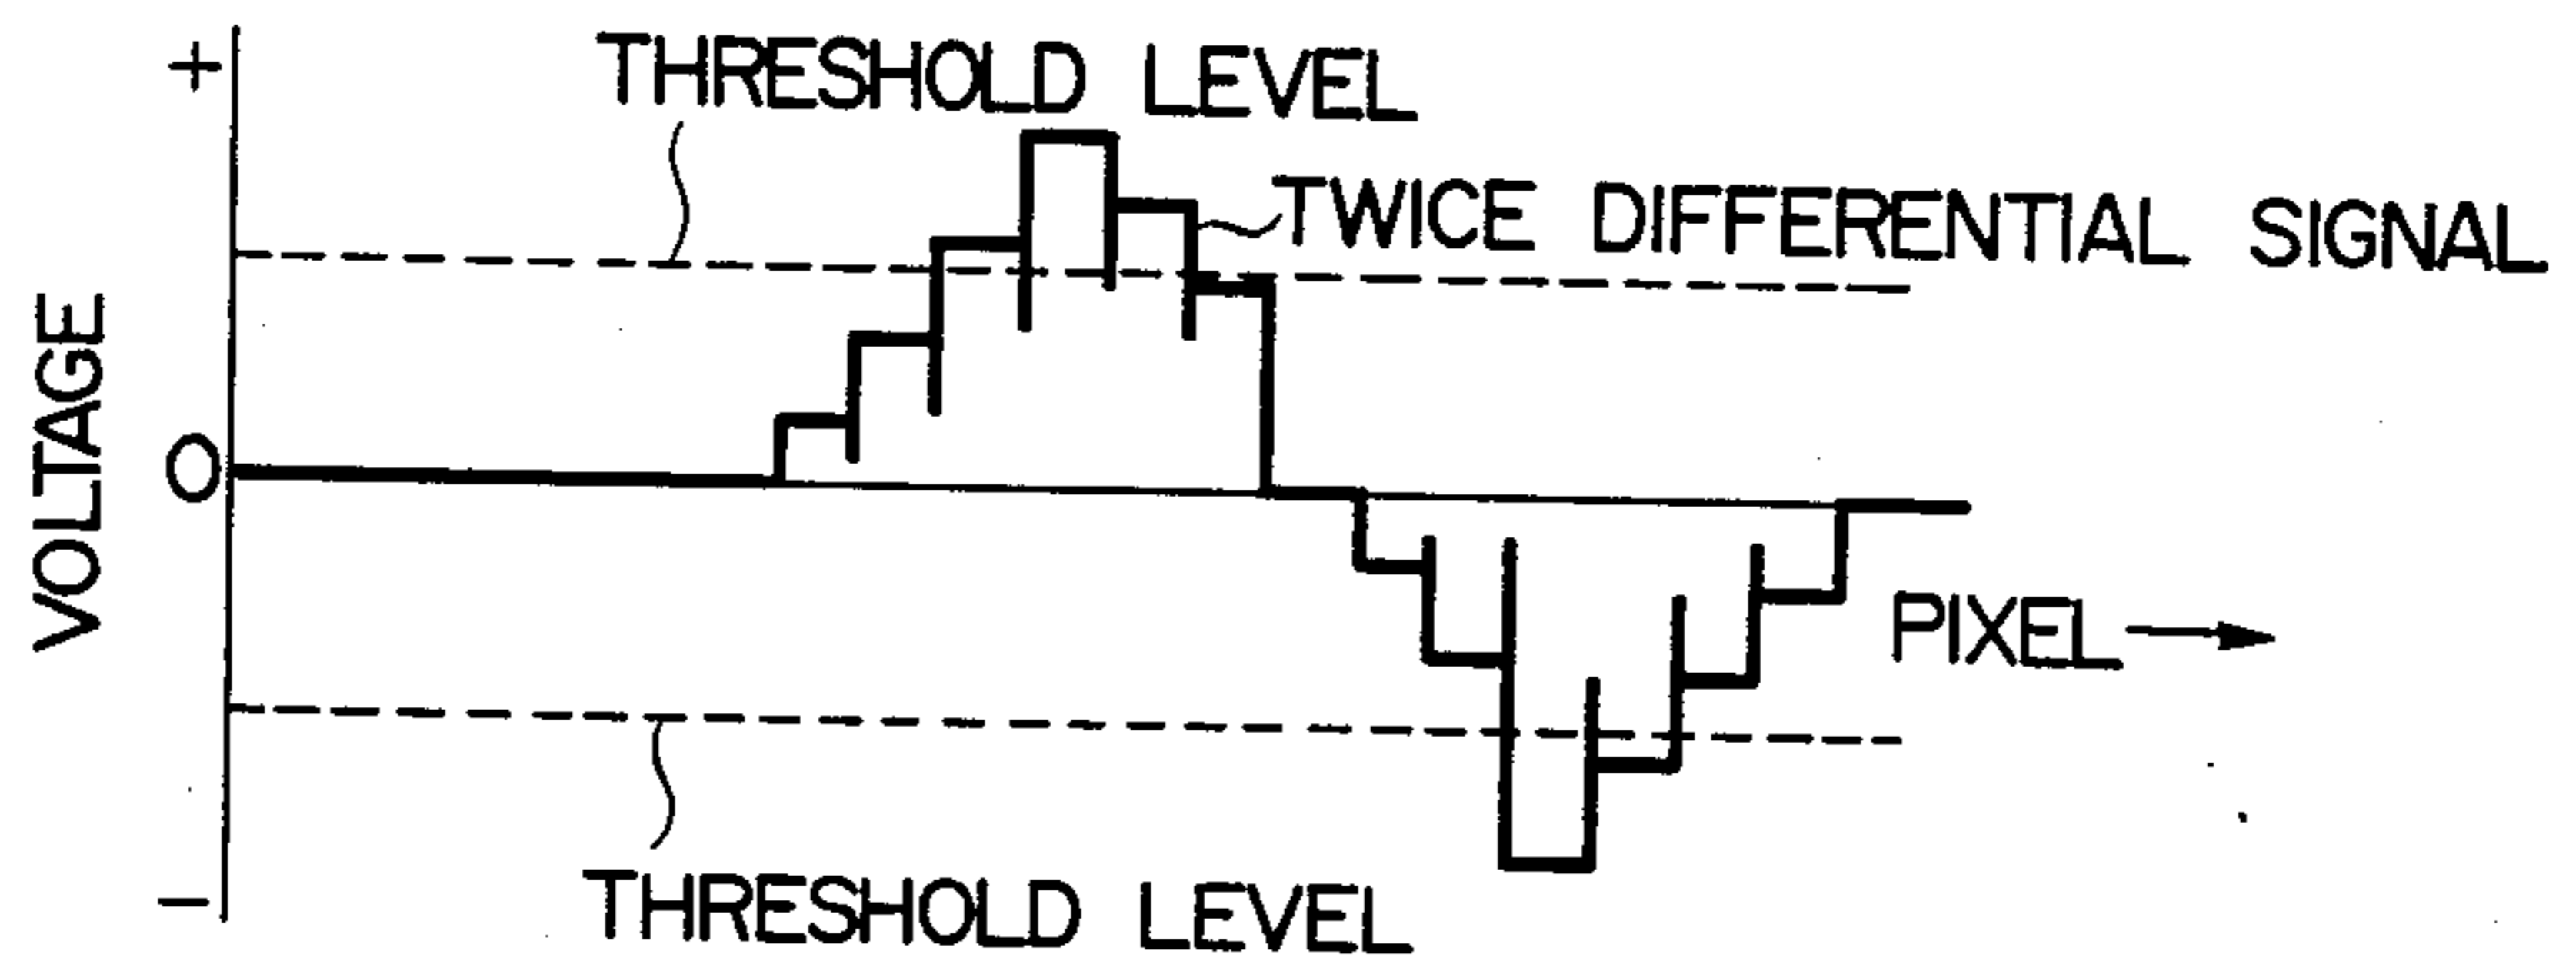 +
THRESHOLD LEVEL
TWICE DIFFERENTIAL SIGNAL
VOLTAGE
0
PIXEL
THRESHOLD LEVEL
-